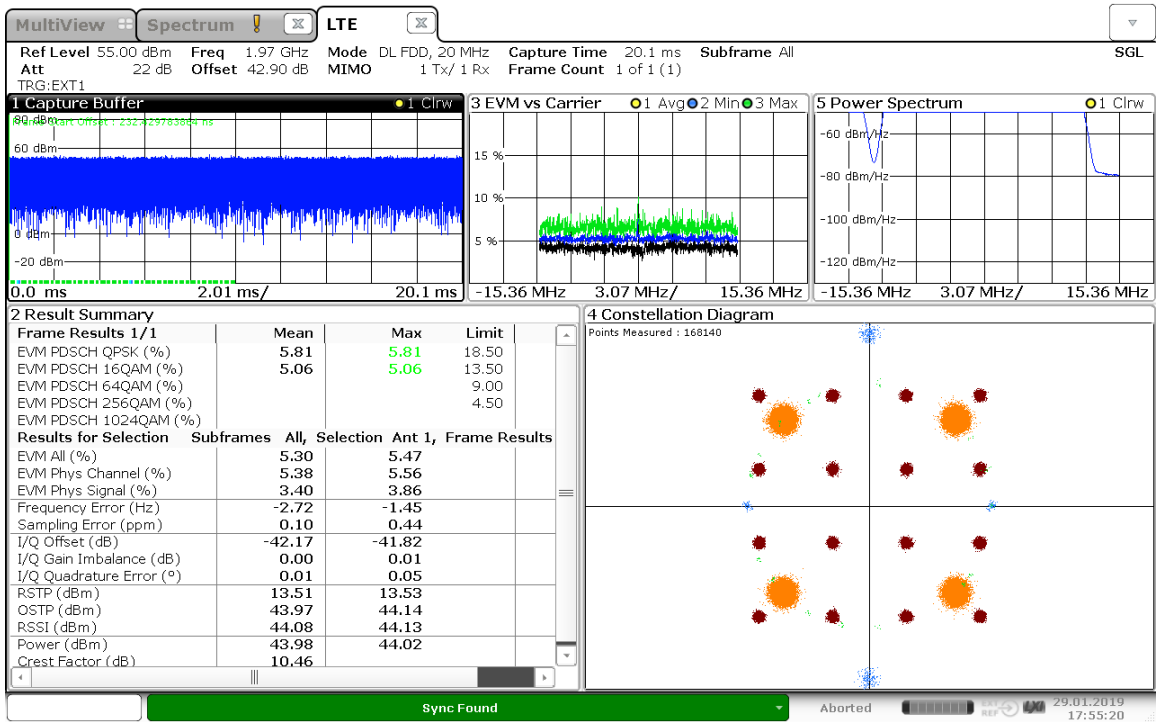 MultiView Spectrum LTE
Ref Level 55.00 dBm Freq 1.97 GHz Mode DL FDD, 20 MHz Capture Time 20.1 ms Subframe All SGL
Att 22 dB Offset 42.90 dB MIMO 1 Tx/ 1 Rx Frame Count 1 of 1 (1)
TRG:EXT1
1 Capture Buffer 1 Clrw
80 dBm
Frame Start Offset : 232.429783864 ms
60 dBm
0 dBm
-20 dBm
0.0 ms 2.01 ms/ 20.1 ms
3 EVM vs Carrier 1 Avg 2 Min 3 Max
15 %
10 %
5 %
-15.36 MHz 3.07 MHz/ 15.36 MHz
5 Power Spectrum 1 Clrw
-60 dBm/Hz
-80 dBm/Hz
-100 dBm/Hz
-120 dBm/Hz
-15.36 MHz 3.07 MHz/ 15.36 MHz
2 Result Summary
Frame Results 1/1 Mean Max Limit
EVM PDSCH QPSK (%) 5.81 5.81 18.50
EVM PDSCH 16QAM (%) 5.06 5.06 13.50
EVM PDSCH 64QAM (%) 9.00
EVM PDSCH 256QAM (%) 4.50
EVM PDSCH 1024QAM (%)
Results for Selection Subframes All, Selection Ant 1, Frame Results
EVM All (%) 5.30 5.47
EVM Phys Channel (%) 5.38 5.56
EVM Phys Signal (%) 3.40 3.86
Frequency Error (Hz) -2.72 -1.45
Sampling Error (ppm) 0.10 0.44
I/Q Offset (dB) -42.17 -41.82
I/Q Gain Imbalance (dB) 0.00 0.01
I/Q Quadrature Error (°) 0.01 0.05
RSTP (dBm) 13.51 13.53
OSTP (dBm) 43.97 44.14
RSSI (dBm) 44.08 44.13
Power (dBm) 43.98 44.02
Crest Factor (dB) 10.46
4 Constellation Diagram
Points Measured : 168140
Sync Found
Aborted
EXT
REF
LXI
29.01.2019
17:55:20